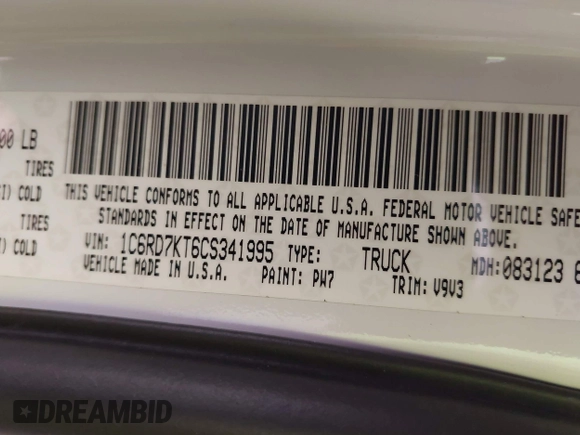 00 LB
TIRES
COLD
TIRES
COLD
THIS VEHICLE CONFORMS TO ALL APPLICABLE U.S.A. FEDERAL MOTOR VEHICLE SAFE
STANDARDS IN EFFECT ON THE DATE OF MANUFACTURE SHOWN ABOVE.
VIN: 1C6RD7KT6CS341995 TYPE: TRUCK MDH: 083123
VEHICLE MADE IN U.S.A. PAINT: PW7 TRIM: V9V3
DREAMBID